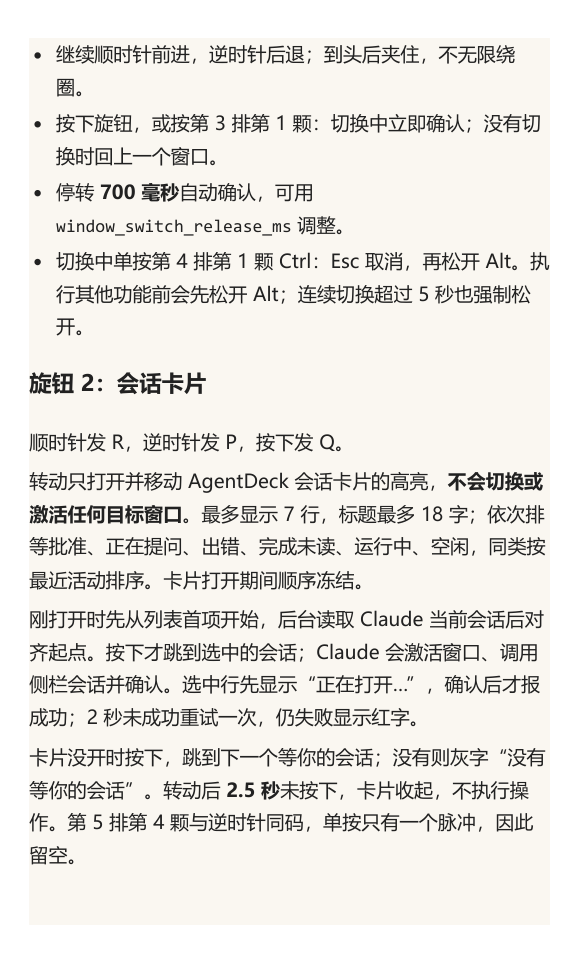 • 继续顺时针前进，逆时针后退；到头后夹住，不无限绕
圈。
• 按下旋钮，或按第 3 排第 1 颗：切换中立即确认；没有切
换时回上一个窗口。
• 停转 700 毫秒自动确认，可用
window_switch_release_ms 调整。
• 切换中单按第 4 排第 1 颗 Ctrl：Esc 取消，再松开 Alt。执
行其他功能前会先松开 Alt；连续切换超过 5 秒也强制松
开。
旋钮 2：会话卡片
顺时针发 R，逆时针发 P，按下发 Q。
转动只打开并移动 AgentDeck 会话卡片的高亮，不会切换或
激活任何目标窗口。最多显示 7 行，标题最多 18 字；依次排
等批准、正在提问、出错、完成未读、运行中、空闲，同类按
最近活动排序。卡片打开期间顺序冻结。
刚打开时先从列表首项开始，后台读取 Claude 当前会话后对
齐起点。按下才跳到选中的会话；Claude 会激活窗口、调用
侧栏会话并确认。选中行先显示“正在打开…”，确认后才报
成功；2 秒未成功重试一次，仍失败显示红字。
卡片没开时按下，跳到下一个等你的会话；没有则灰字“没有
等你的会话”。转动后 2.5 秒未按下，卡片收起，不执行操
作。第 5 排第 4 颗与逆时针同码，单按只有一个脉冲，因此
留空。